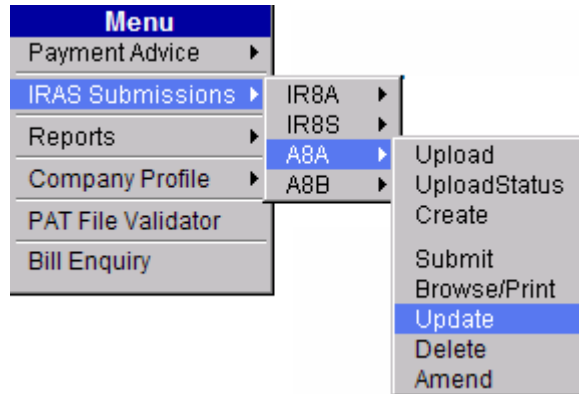 Menu
Payment Advice
IRAS Submissions
Reports
Company Profile
PAT File Validator
Bill Enquiry
IR8A
IR8S
A8A
A8B
Upload
UploadStatus
Create
Submit
Browse/Print
Update
Delete
Amend